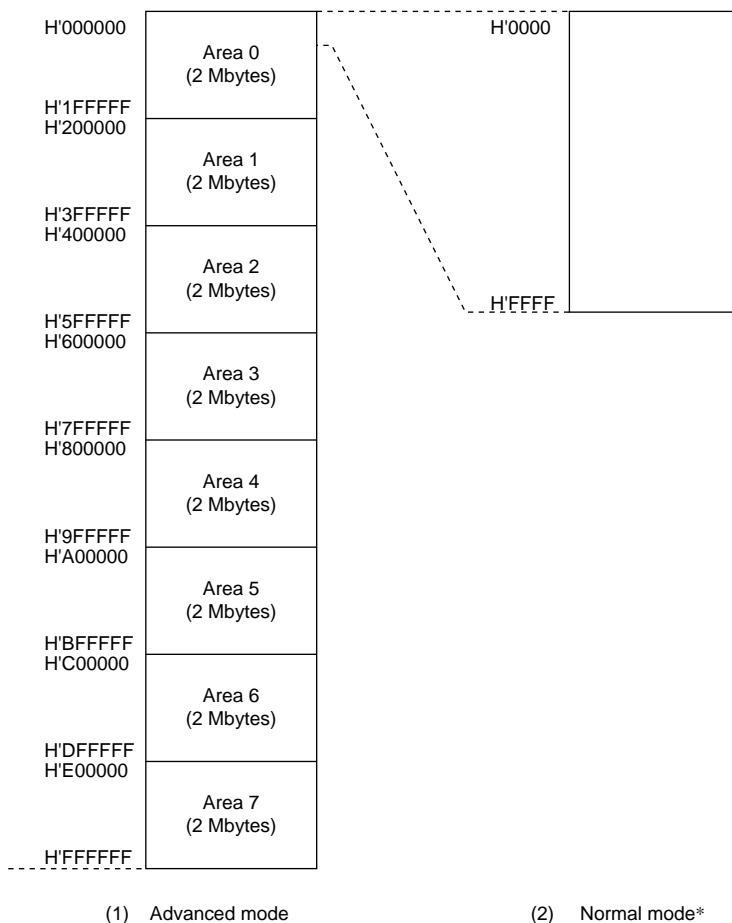 H'000000
Area 0
(2 Mbytes)
H'1FFFFF
H'200000
Area 1
(2 Mbytes)
H'3FFFFF
H'400000
Area 2
(2 Mbytes)
H'5FFFFF
H'600000
Area 3
(2 Mbytes)
H'7FFFFF
H'800000
Area 4
(2 Mbytes)
H'9FFFFF
H'A00000
Area 5
(2 Mbytes)
H'BFFFFF
H'C00000
Area 6
(2 Mbytes)
H'DFFFFF
H'E00000
Area 7
(2 Mbytes)
H'FFFFFF
(1) Advanced mode
H'0000
H'FFFF
(2) Normal mode*